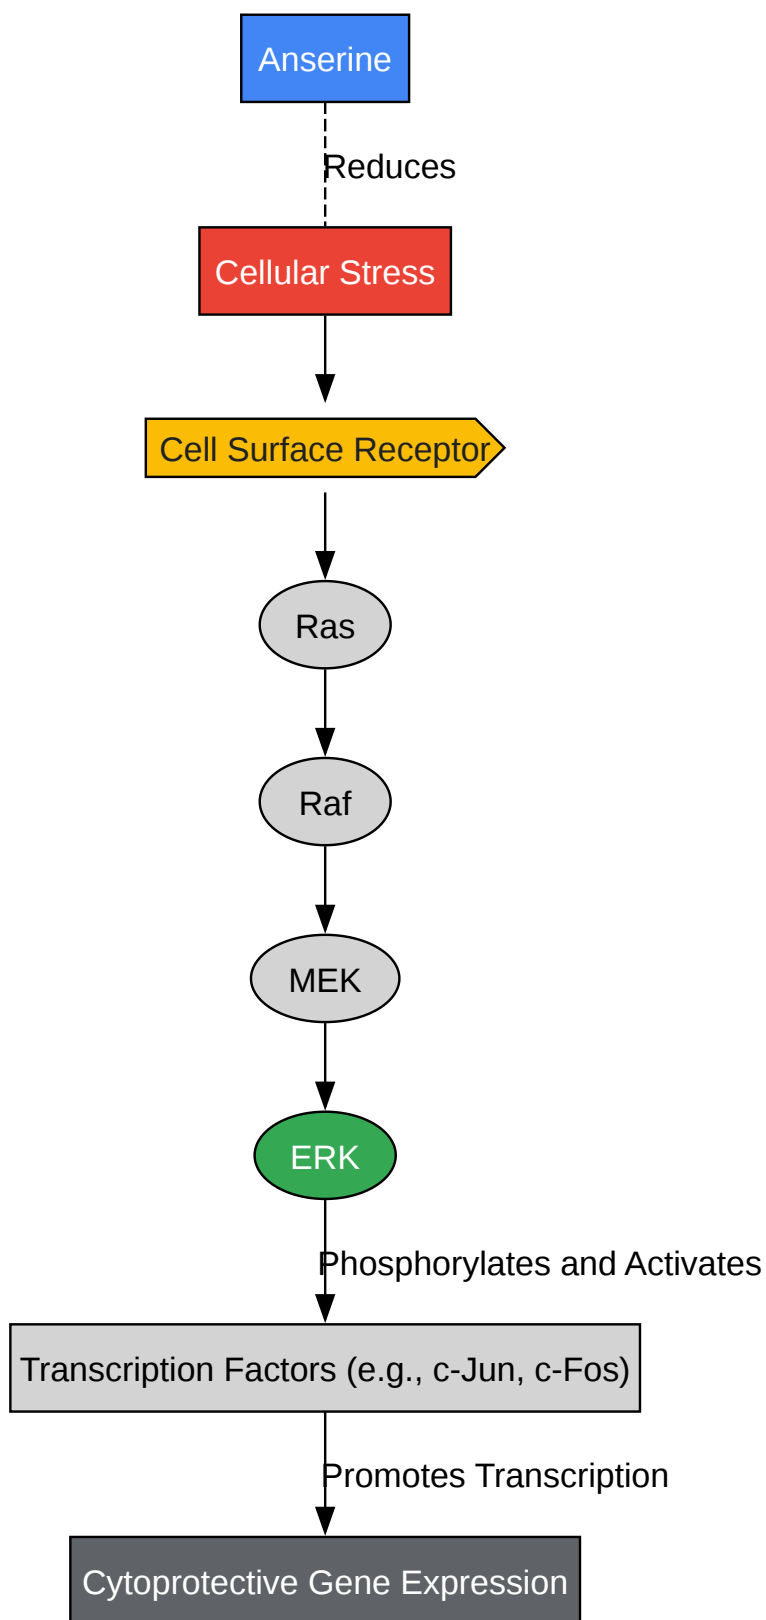 Anserine
Reduces
Cellular Stress
Cell Surface Receptor
Ras
Raf
MEK
ERK
Phosphorylates and Activates
Transcription Factors (e.g., c-Jun, c-Fos)
Promotes Transcription
Cytoprotective Gene Expression